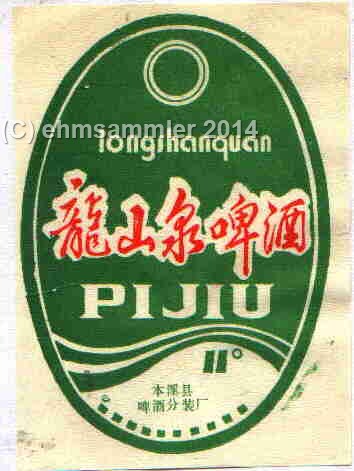 (C) ehmsammler 2014
longshanquan
龍山泉啤酒
PIJIU
11°
本溪县
啤酒分装厂